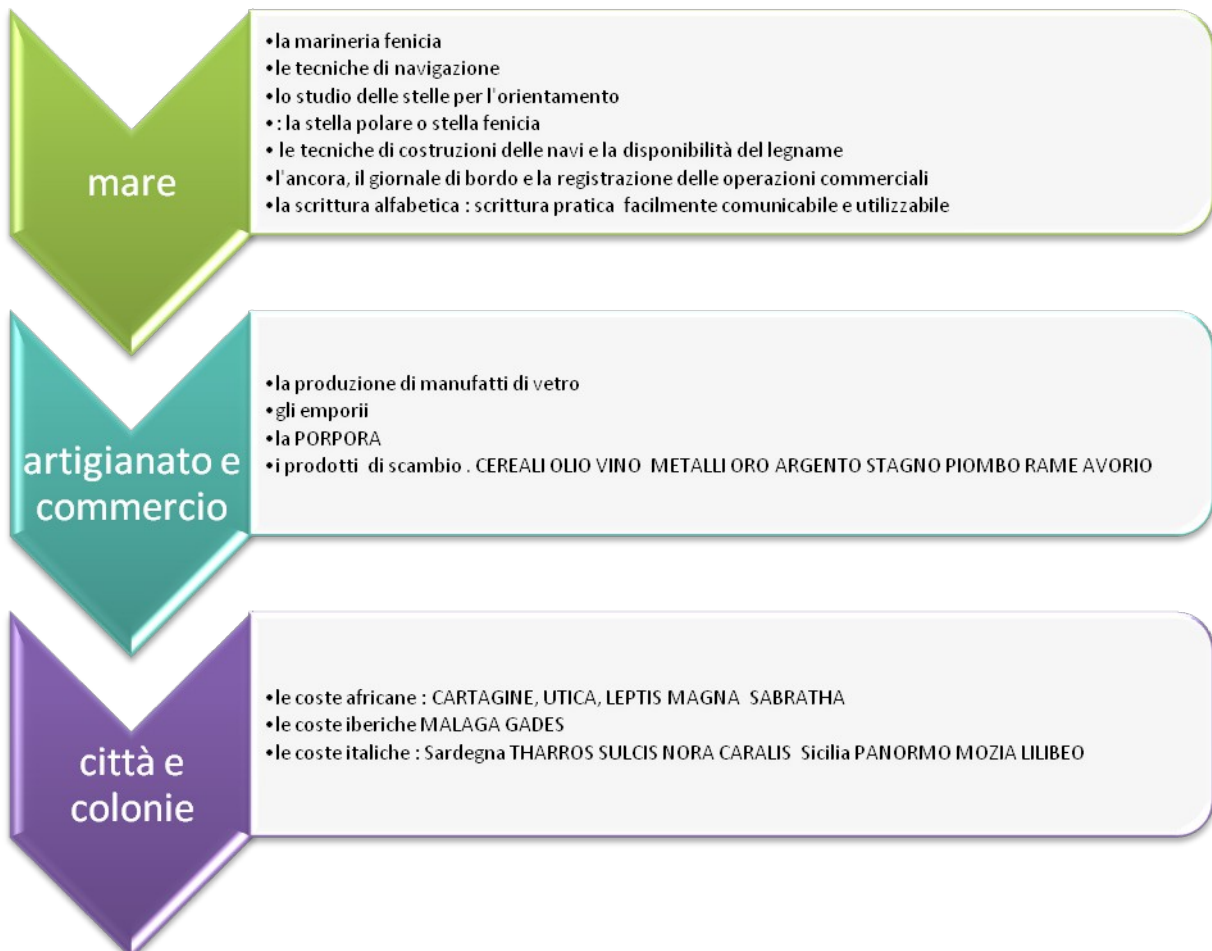 mare
•la marineria fenicia
•le tecniche di navigazione
•lo studio delle stelle per l'orientamento
•: la stella polare o stella fenicia
• le tecniche di costruzioni delle navi e la disponibilità del legname
•l'ancora, il giornale di bordo e la registrazione delle operazioni commerciali
•la scrittura alfabetica : scrittura pratica facilmente comunicabile e utilizzabile
artigianato e
commercio
•la produzione di manufatti di vetro
•gli emporii
•la PORPORA
•i prodotti di scambio . CEREALI OLIO VINO METALLI ORO ARGENTO STAGNO PIOMBO RAME AVORIO
città e
colonie
•le coste africane : CARTAGINE, UTICA, LEPTIS MAGNA SABRATHA
•le coste iberiche MALAGA GADES
•le coste italiche : Sardegna THARROS SULCIS NORA CARALIS Sicilia PANORMO MOZIA LILIBEO